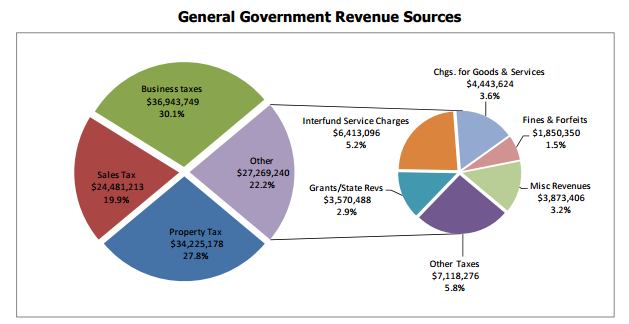 General Government Revenue Sources
Business taxes
$36,943,749
30.1%
Sales Tax
$24,481,213
19.9%
Other
$27,269,240
22.2%
Property Tax
$34,225,178
27.8%
Chgs. for Goods & Services
$4,443,624
3.6%
Interfund Service Charges
$6,413,096
5.2%
Fines & Forfeits
$1,850,350
1.5%
Grants/State Revs
$3,570,488
2.9%
Misc Revenues
$3,873,406
3.2%
Other Taxes
$7,118,276
5.8%